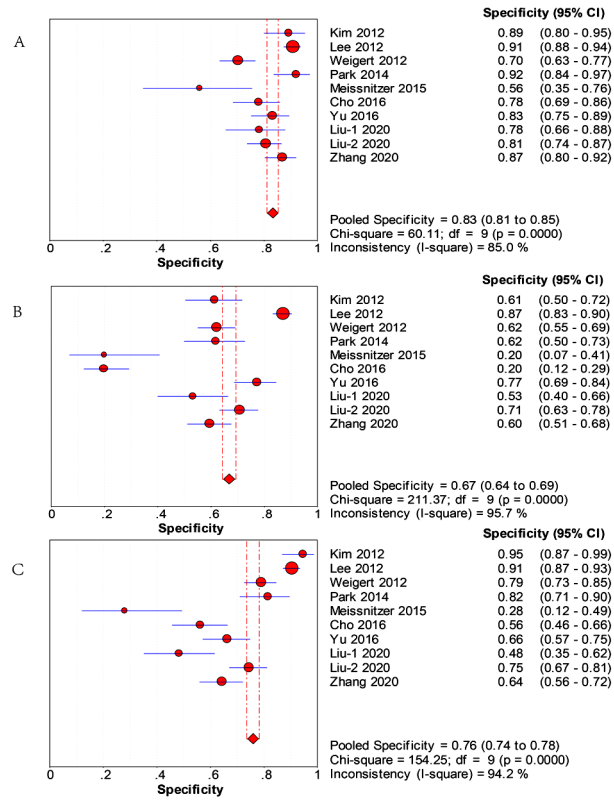 A
Specificity (95% CI)
Kim 2012 0.89 (0.80 - 0.95)
Lee 2012 0.91 (0.88 - 0.94)
Weigert 2012 0.70 (0.63 - 0.77)
Park 2014 0.92 (0.84 - 0.97)
Meissnitzer 2015 0.56 (0.35 - 0.76)
Cho 2016 0.78 (0.69 - 0.86)
Yu 2016 0.83 (0.75 - 0.89)
Liu-1 2020 0.78 (0.66 - 0.88)
Liu-2 2020 0.81 (0.74 - 0.87)
Zhang 2020 0.87 (0.80 - 0.92)
Pooled Specificity = 0.83 (0.81 to 0.85)
Chi-square = 60.11; df = 9 (p = 0.0000)
Inconsistency (I-square) = 85.0 %
0 .2 .4 .6 .8 1
Specificity
B
Specificity (95% CI)
Kim 2012 0.61 (0.50 - 0.72)
Lee 2012 0.87 (0.83 - 0.90)
Weigert 2012 0.62 (0.55 - 0.69)
Park 2014 0.62 (0.50 - 0.73)
Meissnitzer 2015 0.20 (0.07 - 0.41)
Cho 2016 0.20 (0.12 - 0.29)
Yu 2016 0.77 (0.69 - 0.84)
Liu-1 2020 0.53 (0.40 - 0.66)
Liu-2 2020 0.71 (0.63 - 0.78)
Zhang 2020 0.60 (0.51 - 0.68)
Pooled Specificity = 0.67 (0.64 to 0.69)
Chi-square = 211.37; df = 9 (p = 0.0000)
Inconsistency (I-square) = 95.7 %
0 .2 .4 .6 .8 1
Specificity
C
Specificity (95% CI)
Kim 2012 0.95 (0.87 - 0.99)
Lee 2012 0.91 (0.87 - 0.93)
Weigert 2012 0.79 (0.73 - 0.85)
Park 2014 0.82 (0.71 - 0.90)
Meissnitzer 2015 0.28 (0.12 - 0.49)
Cho 2016 0.56 (0.46 - 0.66)
Yu 2016 0.66 (0.57 - 0.75)
Liu-1 2020 0.48 (0.35 - 0.62)
Liu-2 2020 0.75 (0.67 - 0.81)
Zhang 2020 0.64 (0.56 - 0.72)
Pooled Specificity = 0.76 (0.74 to 0.78)
Chi-square = 154.25; df = 9 (p = 0.0000)
Inconsistency (I-square) = 94.2 %
0 .2 .4 .6 .8 1
Specificity